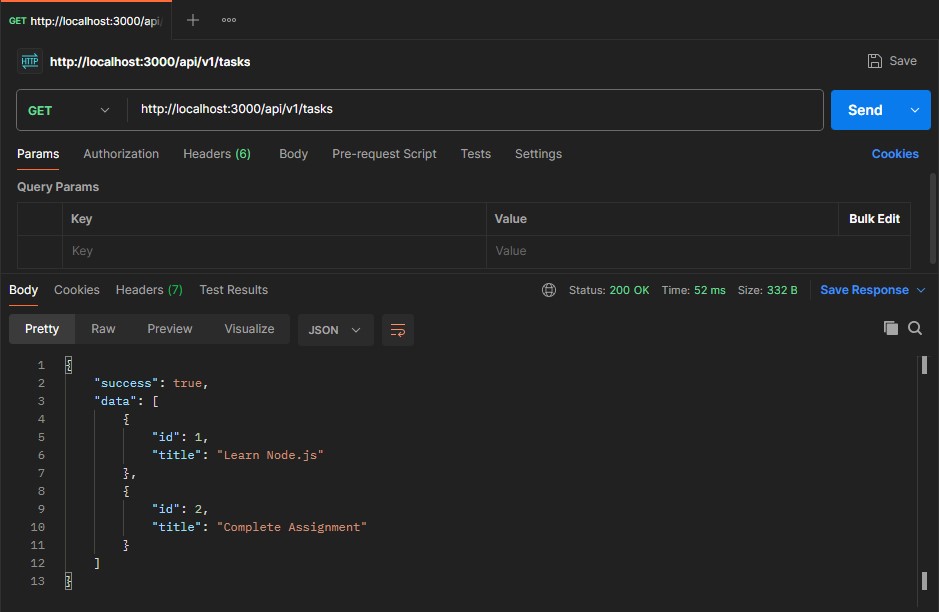 GET http://localhost:3000/api
HTTP http://localhost:3000/api/v1/tasks Save
GET http://localhost:3000/api/v1/tasks Send
Params Authorization Headers (6) Body Pre-request Script Tests Settings Cookies
Query Params
Key Value Bulk Edit
Key Value
Body Cookies Headers (7) Test Results Status: 200 OK Time: 52 ms Size: 332 B Save Response
Pretty Raw Preview Visualize JSON
1 {
2 "success": true,
3 "data": [
4 {
5 "id": 1,
6 "title": "Learn Node.js"
7 },
8 {
9 "id": 2,
10 "title": "Complete Assignment"
11 }
12 ]
13 }